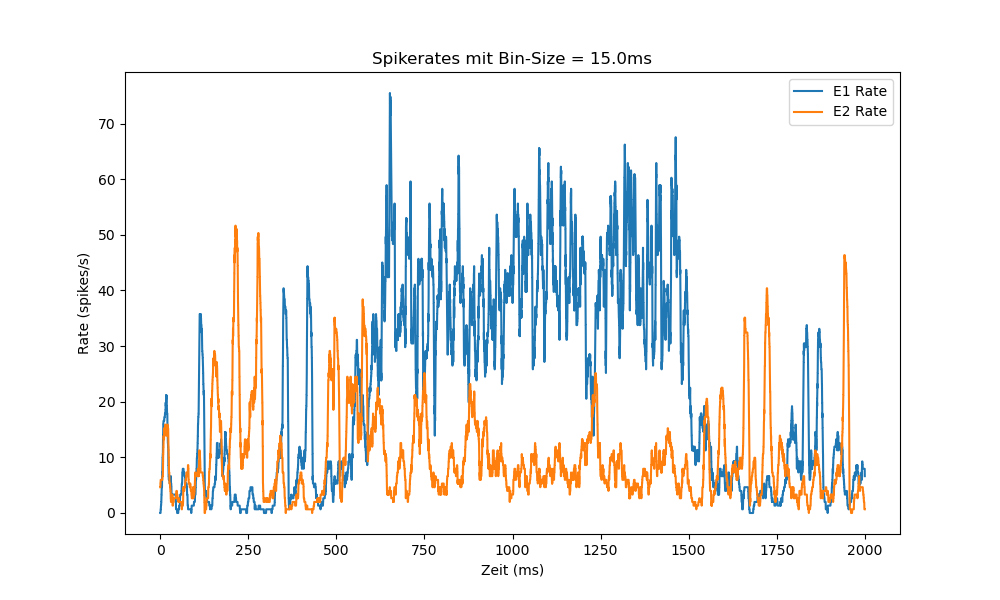 Spikerates mit Bin-Size = 15.0ms
E1 Rate
E2 Rate
Rate (spikes/s)
70
60
50
40
30
20
10
0
0 250 500 750 1000 1250 1500 1750 2000
Zeit (ms)